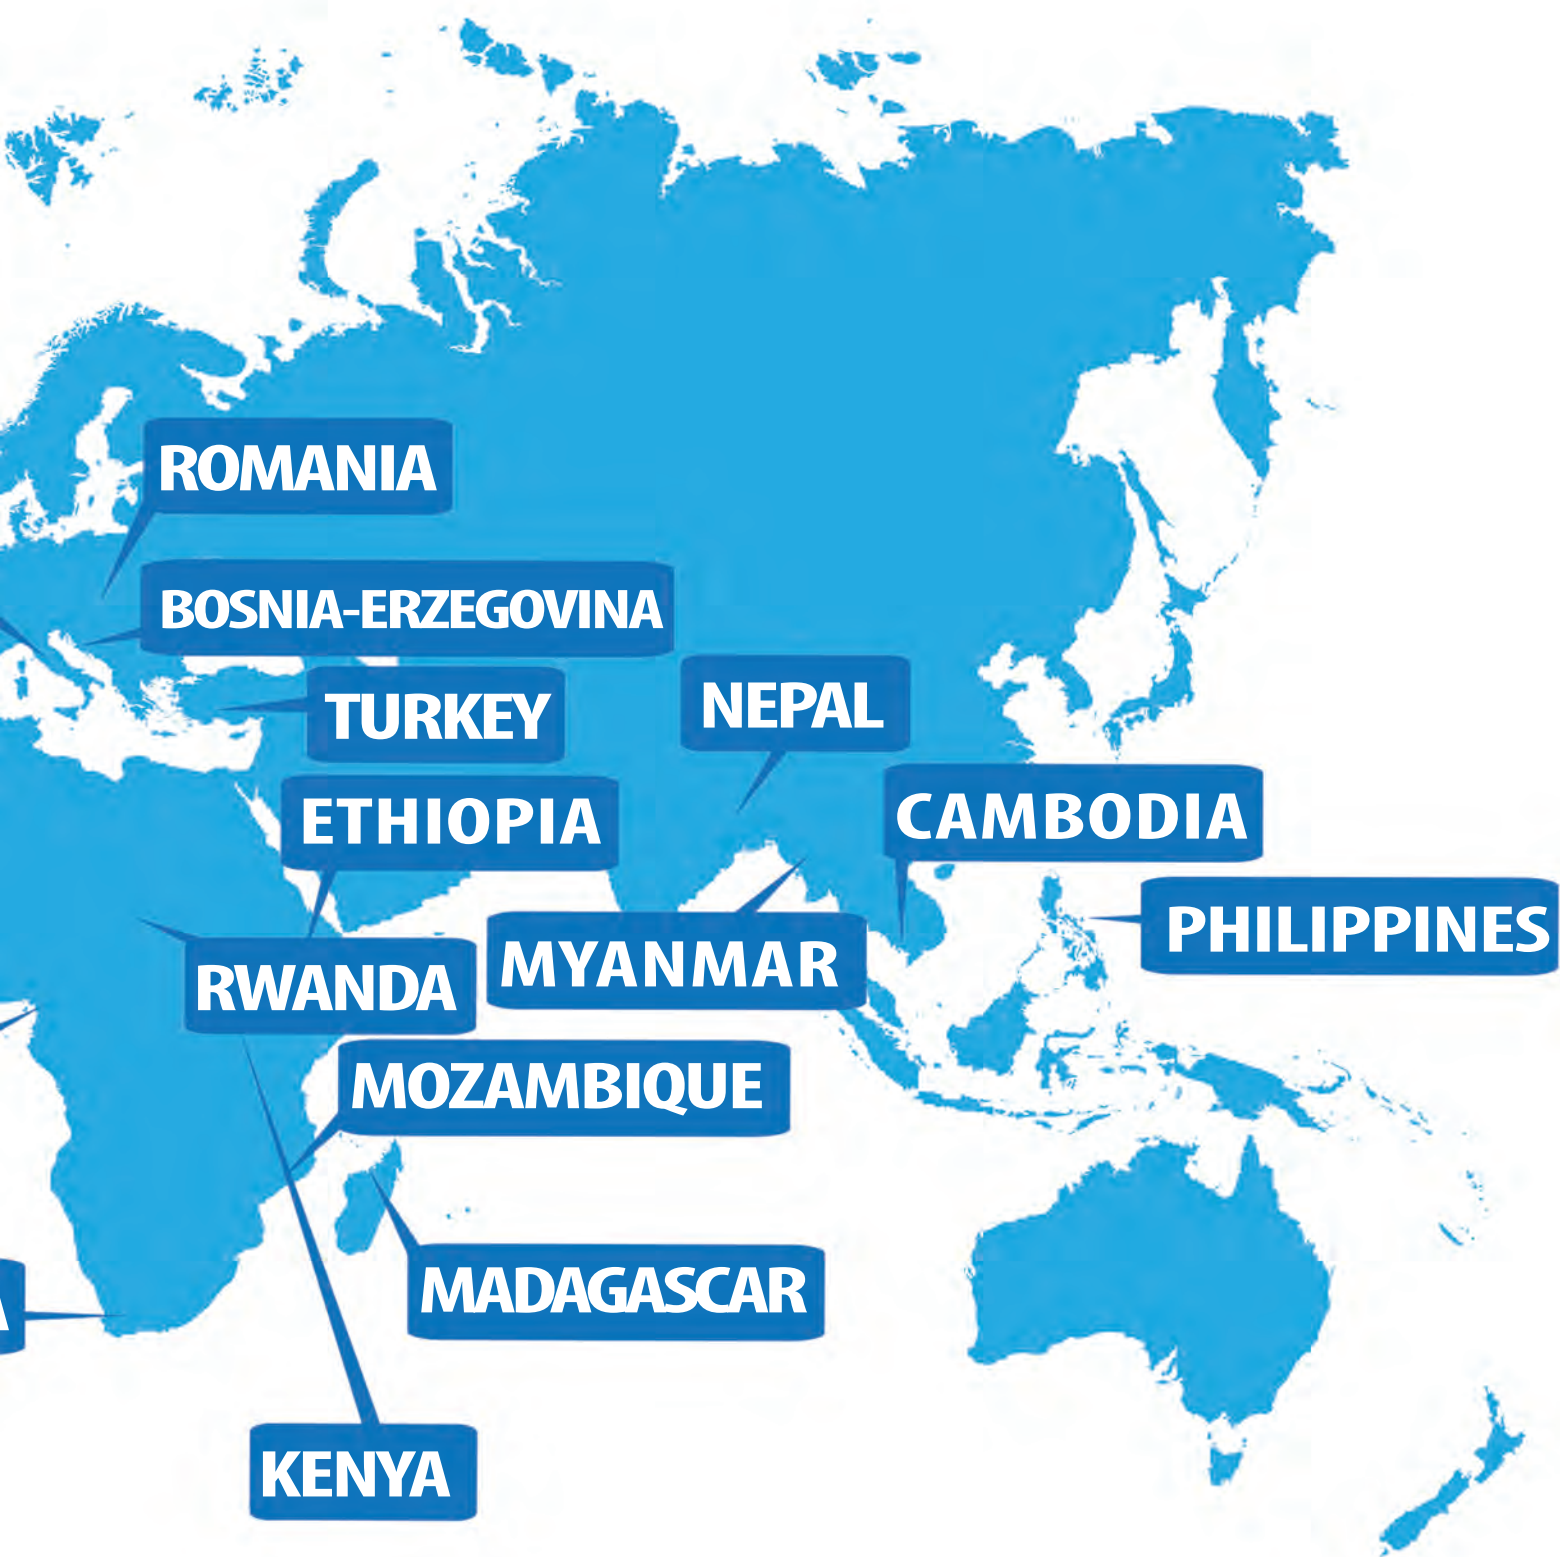 ROMANIA
BOSNIA-ERZEGOVINA
TURKEY
NEPAL
ETHIOPIA
CAMBODIA
PHILIPPINES
RWANDA
MYANMAR
MOZAMBIQUE
MADAGASCAR
KENYA